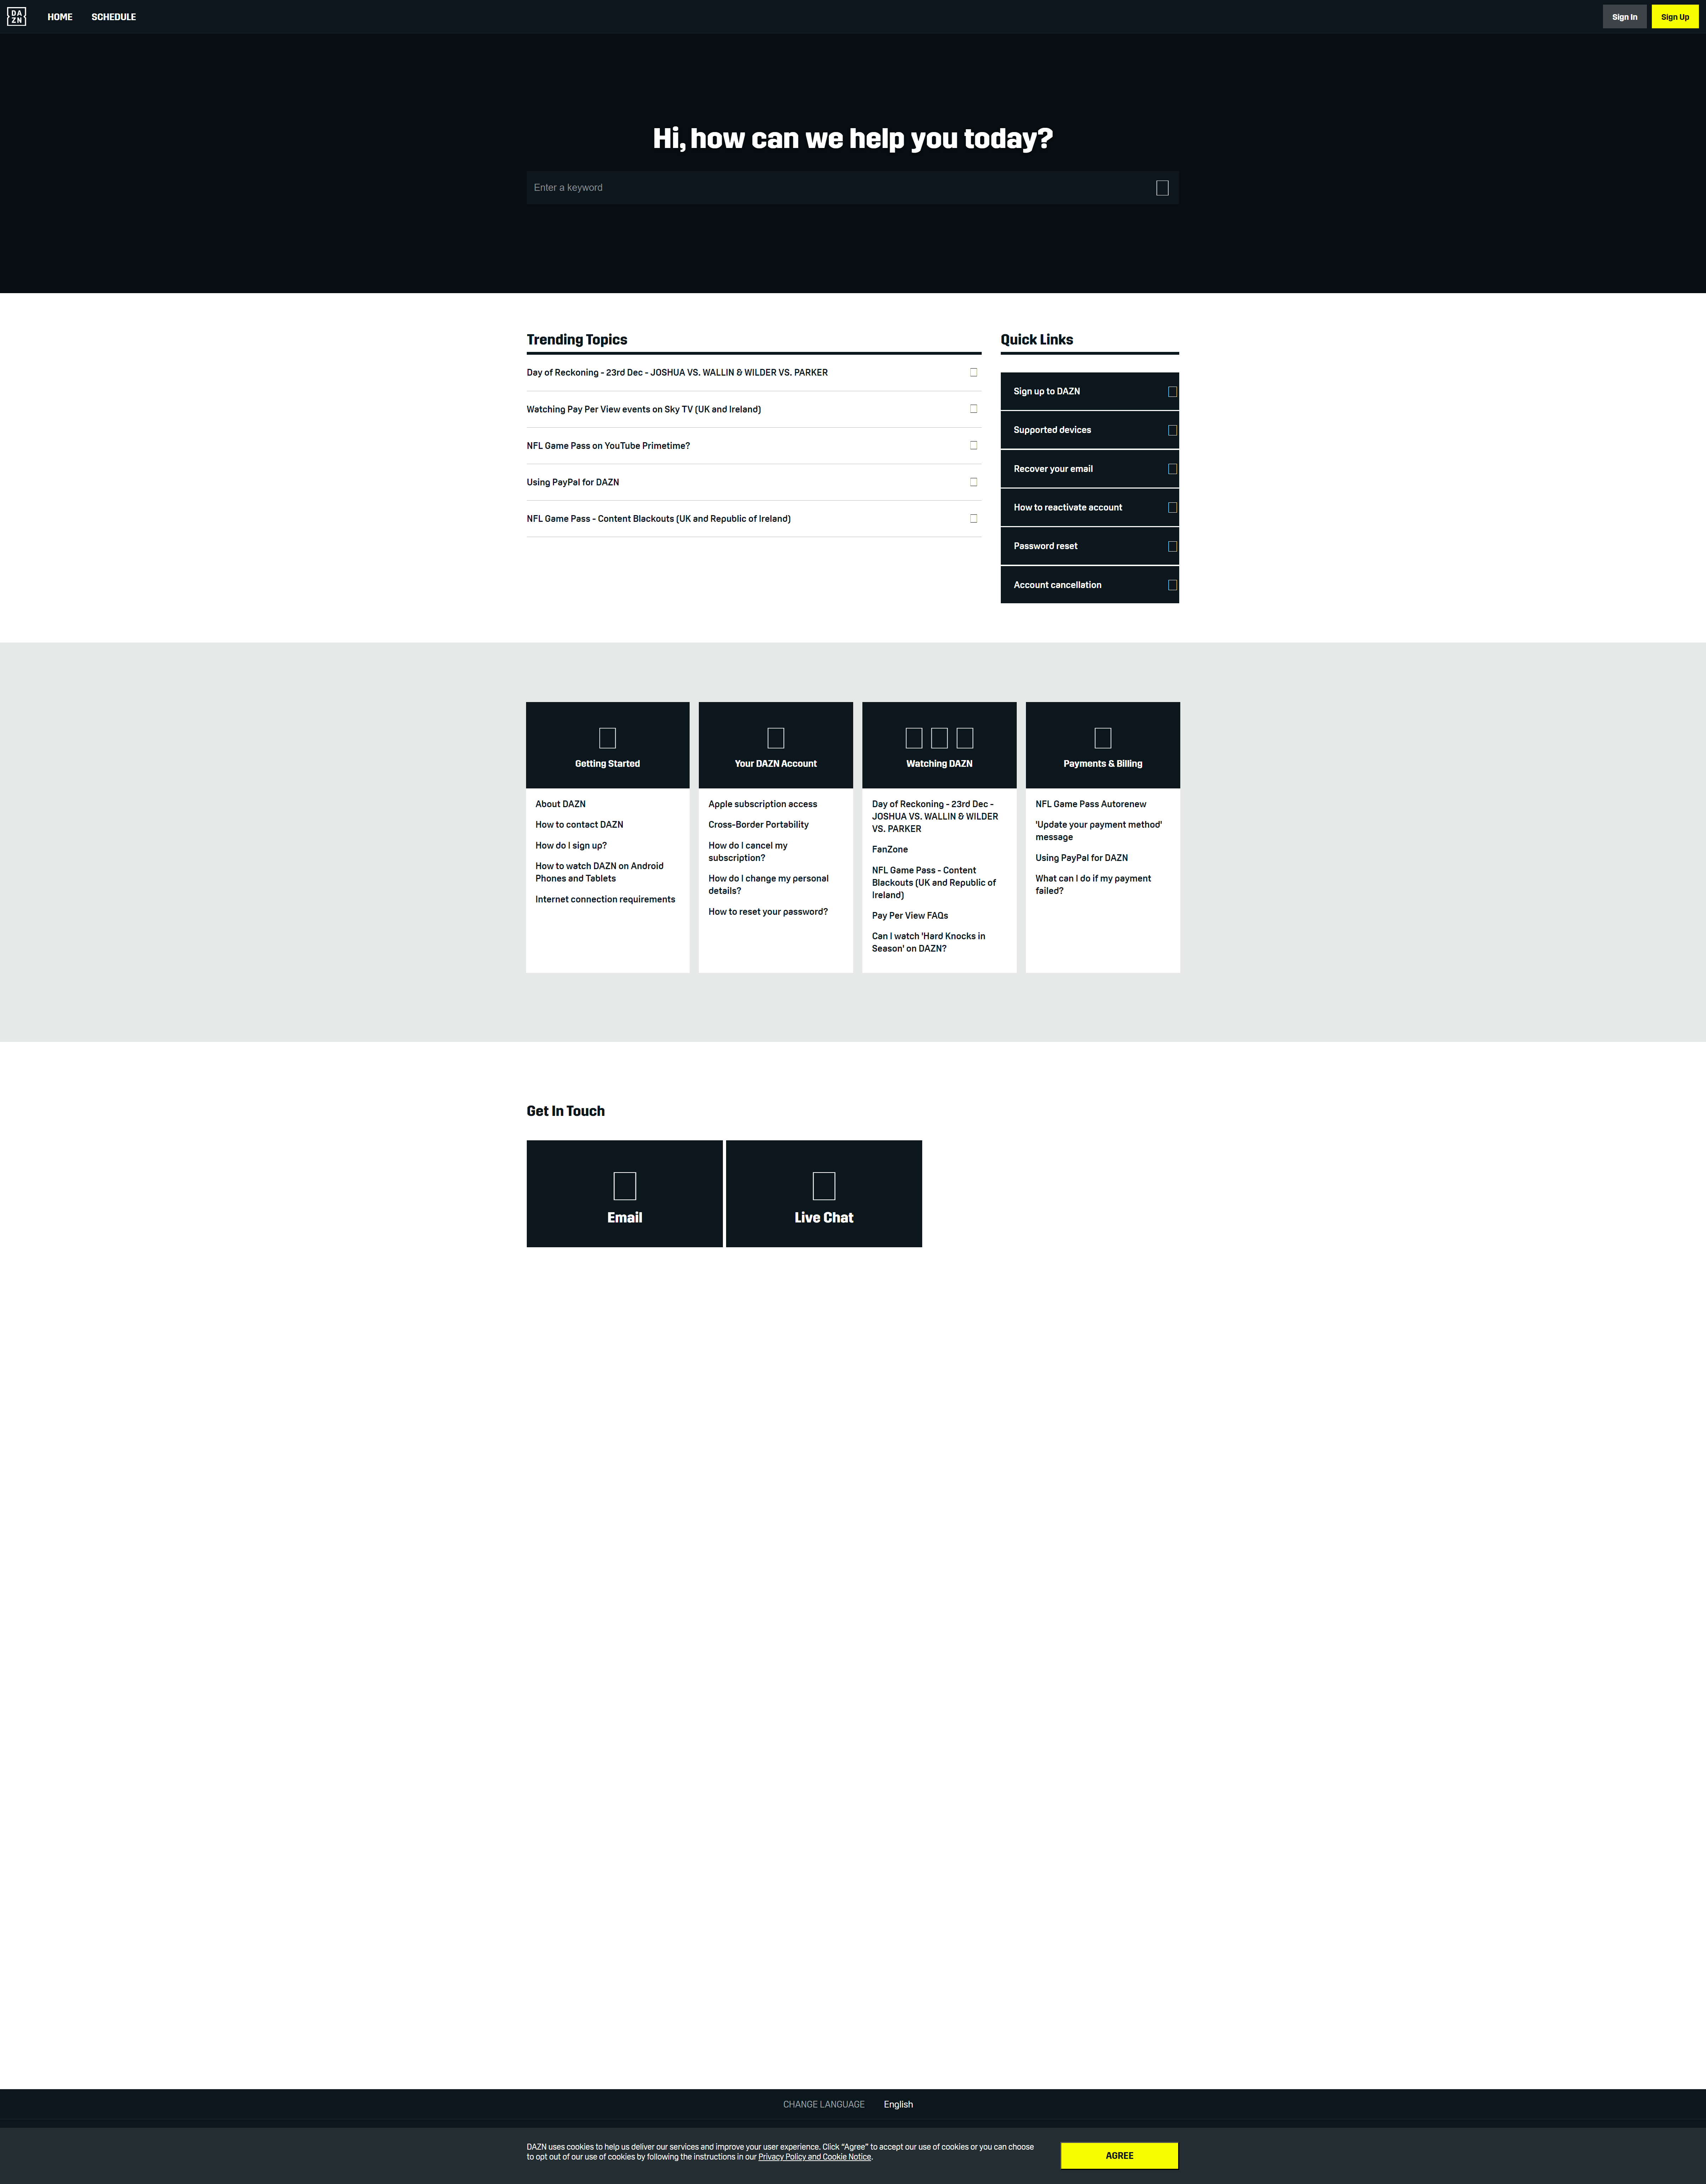 DA
ZN
HOME
SCHEDULE
Sign In
Sign Up
Hi, how can we help you today?
Enter a keyword
Trending Topics
Day of Reckoning - 23rd Dec - JOSHUA VS. WALLIN & WILDER VS. PARKER
Watching Pay Per View events on Sky TV (UK and Ireland)
NFL Game Pass on YouTube Primetime?
Using PayPal for DAZN
NFL Game Pass - Content Blackouts (UK and Republic of Ireland)
Quick Links
Sign up to DAZN
Supported devices
Recover your email
How to reactivate account
Password reset
Account cancellation
Getting Started
About DAZN
How to contact DAZN
How do I sign up?
How to watch DAZN on Android
Phones and Tablets
Internet connection requirements
Your DAZN Account
Apple subscription access
Cross-Border Portability
How do I cancel my
subscription?
How do I change my personal
details?
How to reset your password?
Watching DAZN
Day of Reckoning - 23rd Dec -
JOSHUA VS. WALLIN & WILDER
VS. PARKER
FanZone
NFL Game Pass - Content
Blackouts (UK and Republic of
Ireland)
Pay Per View FAQs
Can I watch 'Hard Knocks in
Season' on DAZN?
Payments & Billing
NFL Game Pass Autorenew
'Update your payment method'
message
Using PayPal for DAZN
What can I do if my payment
failed?
Get In Touch
Email
Live Chat
CHANGE LANGUAGE
English
DAZN uses cookies to help us deliver our services and improve your user experience. Click “Agree” to accept our use of cookies or you can choose
to opt out of our use of cookies by following the instructions in our Privacy Policy and Cookie Notice.
AGREE